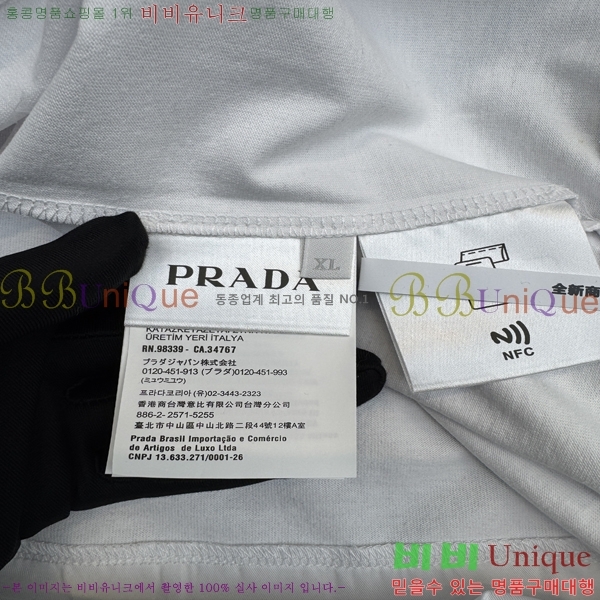 홍콩명품쇼핑몰 1위 비비유니크명품구매대행
XL
PRADA
BBUniQue
동종업계 최고의 품질 NO.1
BBUniQue
全新商
NFC
ÜRETİM YERİ İTALYA
RN.98339 - CA.34767
プラダジャパン株式会社
0120-451-913 (プラダ)0120-451-993
(ミュウミュウ)
프라다코리아 (유)02-3443-2323
香港商台灣意比有限公司台灣分公司
886-2- 2571-5255
臺北市中山區中山北路二段44號12樓A室
Prada Brasil Importação e Comércio
de Artigos de Luxo Ltda
CNPJ 13.633.271/0001-26
비비 Unique
믿을수 있는 명품구매대행
-본 이미지는 비비유니크에서 촬영한 100% 실사 이미지 입니다.-